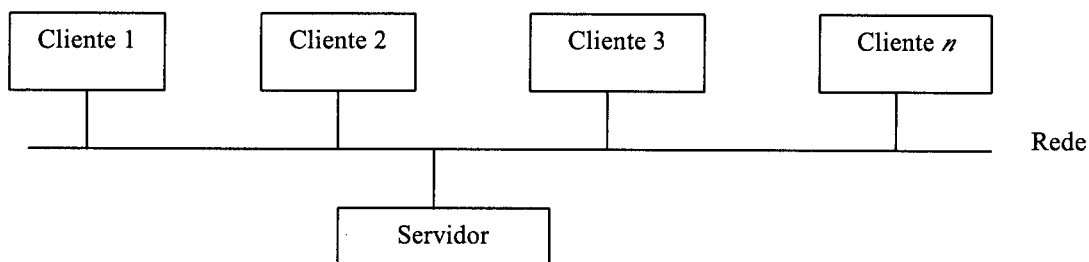 Cliente 1
Cliente 2
Cliente 3
Cliente n
Rede
Servidor